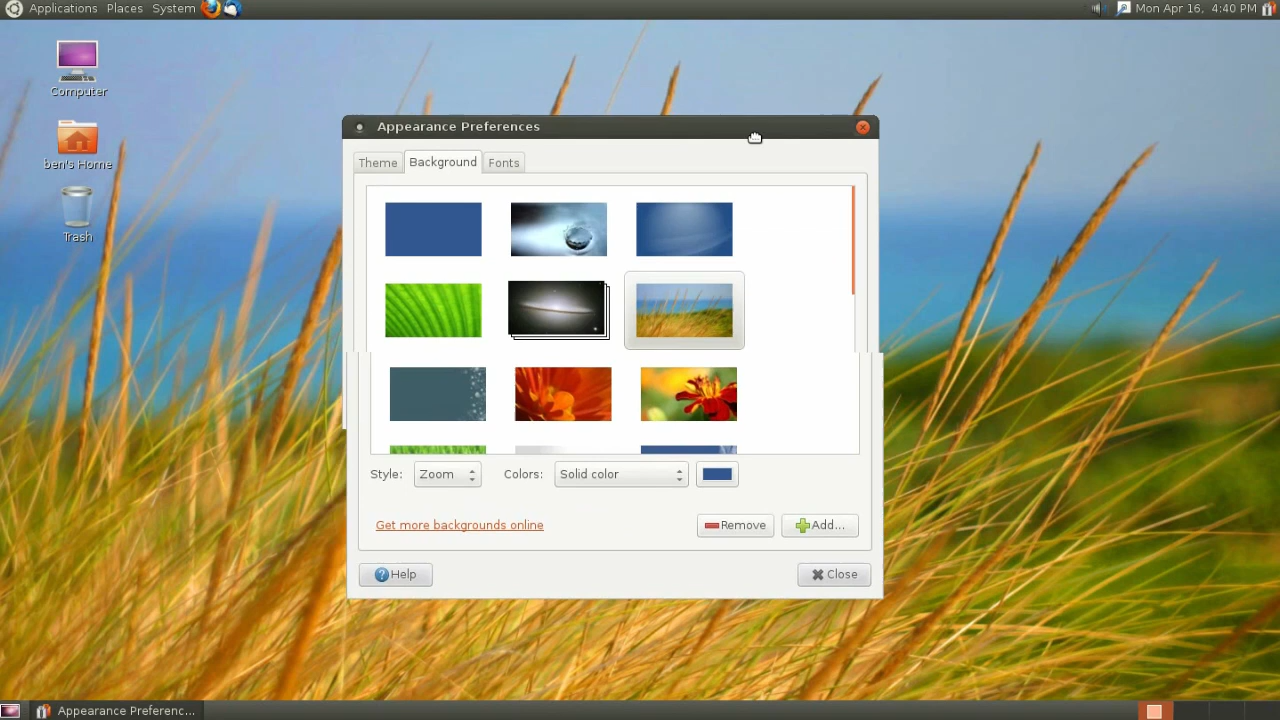 Applications Places System
Mon Apr 16, 4:40 PM
Computer
ben's Home
Trash
Appearance Preferences
Theme Background Fonts
Style: Zoom Colors: Solid color
Get more backgrounds online
Remove Add...
Help Close
Appearance Preferenc...